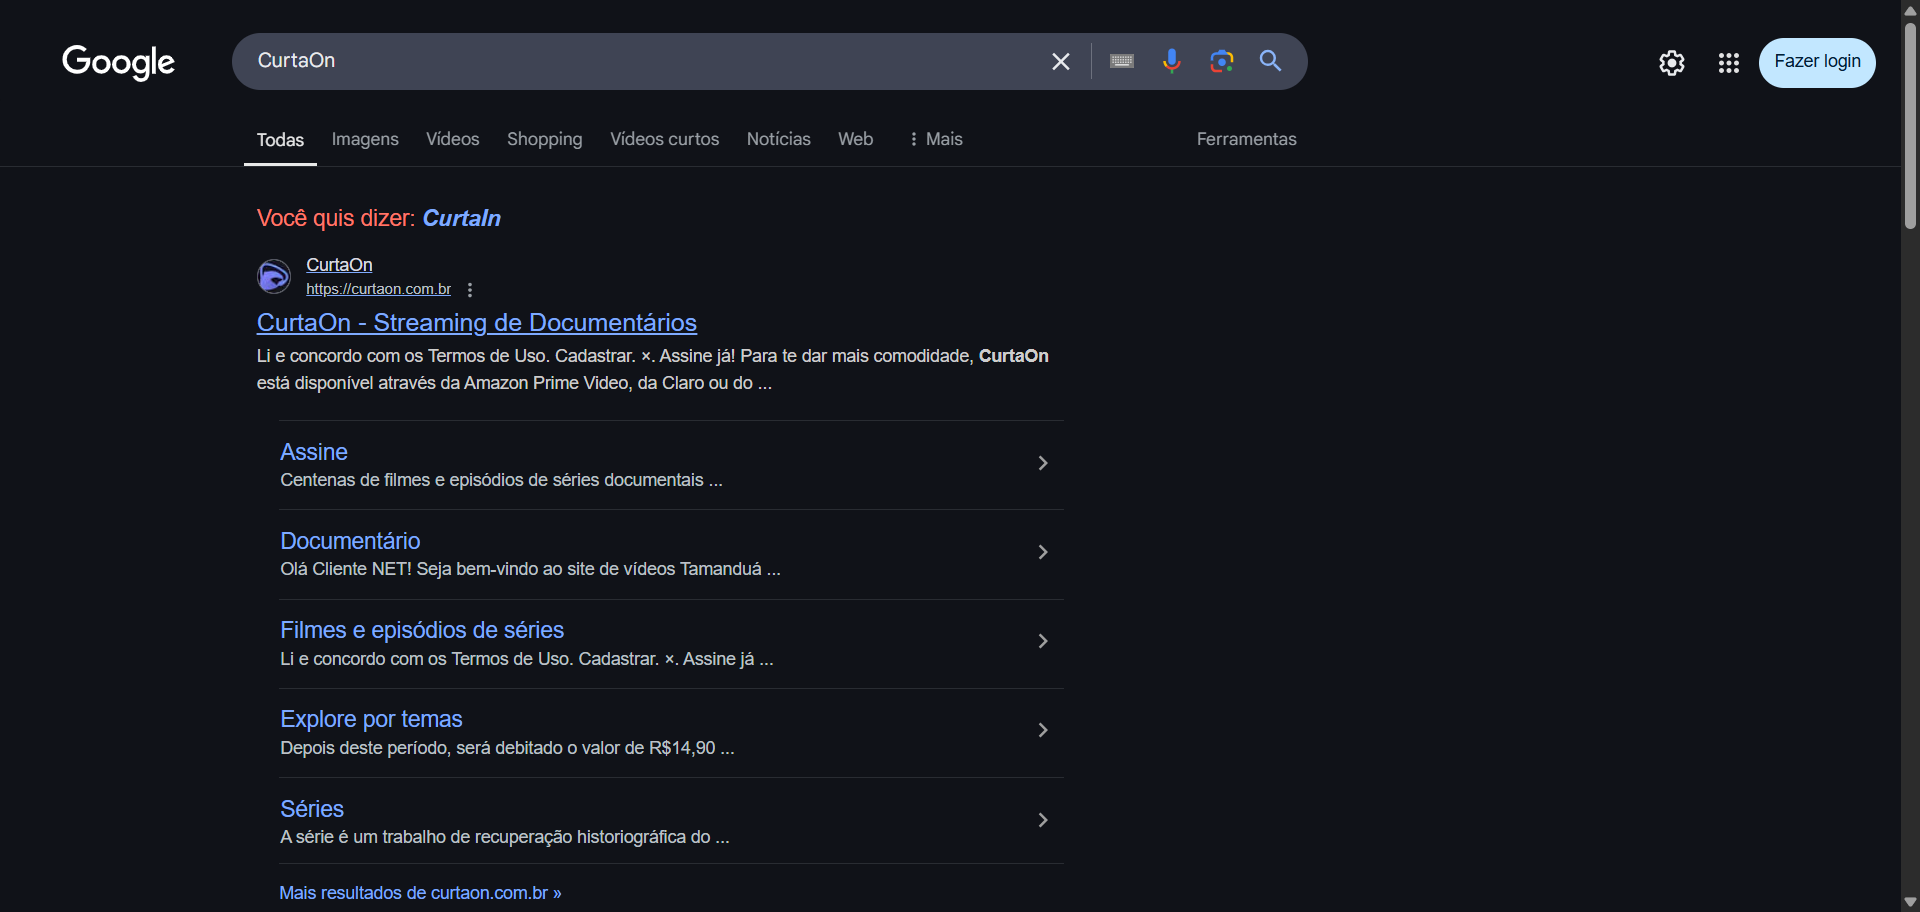 Google
CurtaOn
Fazer login
Todas Imagens Vídeos Shopping Vídeos curtos Notícias Web Mais Ferramentas
Você quis dizer: CurtaIn
CurtaOn
https://curtaon.com.br
CurtaOn - Streaming de Documentários
Li e concordo com os Termos de Uso. Cadastrar. ×. Assine já! Para te dar mais comodidade, CurtaOn
está disponível através da Amazon Prime Video, da Claro ou do ...
Assine
Centenas de filmes e episódios de séries documentais ...
Documentário
Olá Cliente NET! Seja bem-vindo ao site de vídeos Tamanduá ...
Filmes e episódios de séries
Li e concordo com os Termos de Uso. Cadastrar. ×. Assine já ...
Explore por temas
Depois deste período, será debitado o valor de R$14,90 ...
Séries
A série é um trabalho de recuperação historiográfica do ...
Mais resultados de curtaon.com.br »